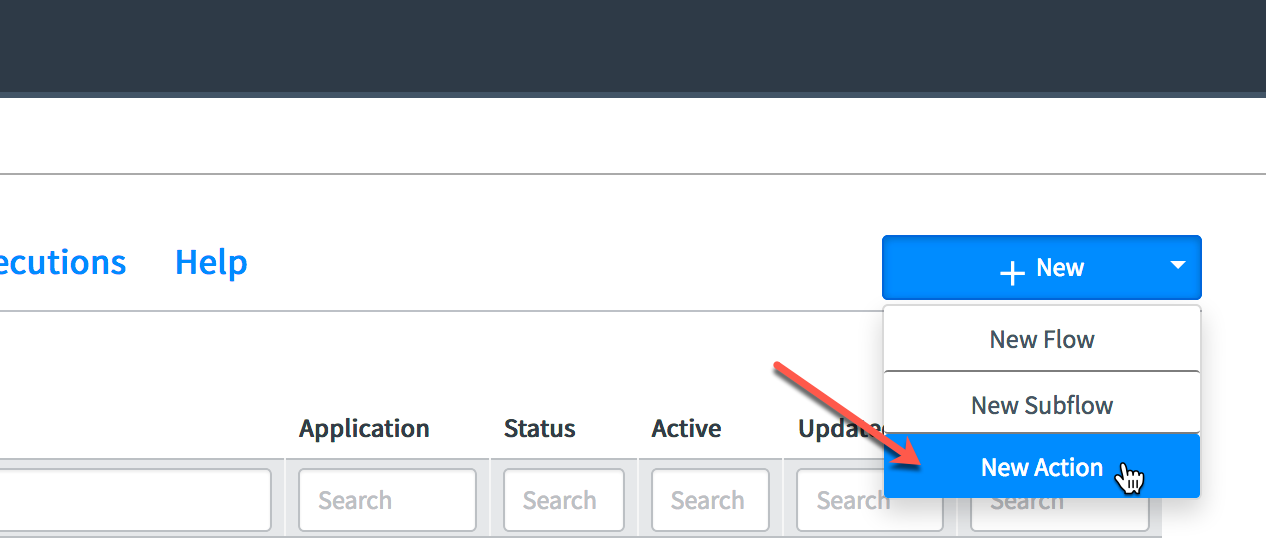 ecutions Help
New
New Flow
New Subflow
New Action
Application Status Active Update
Search Search Search Search Search